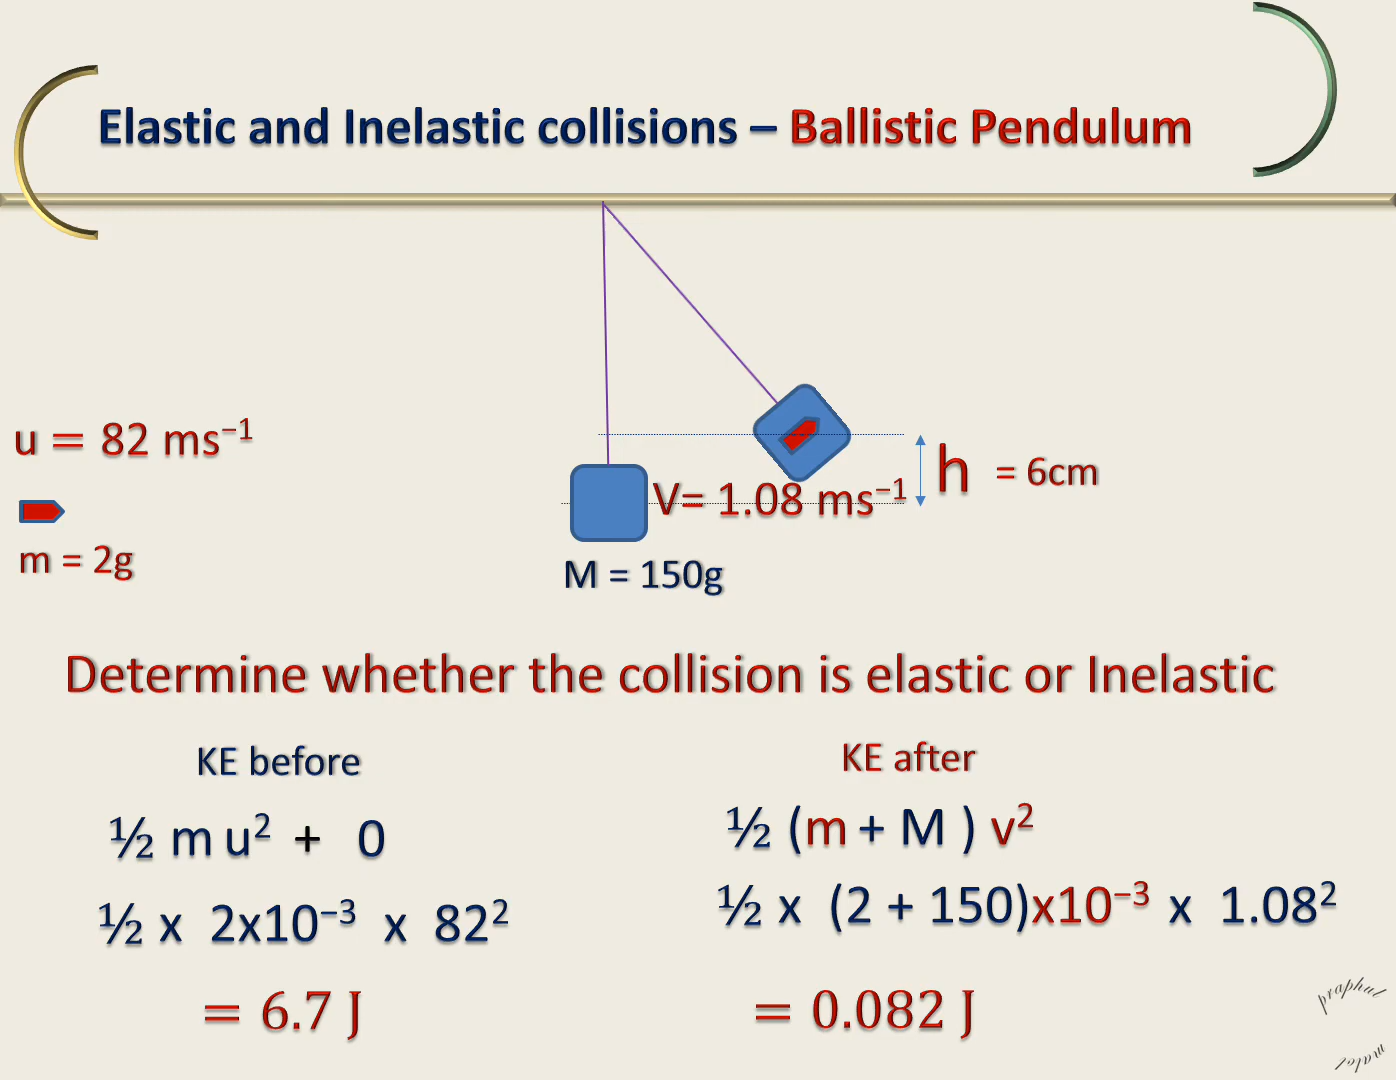 Elastic and Inelastic collisions – Ballistic Pendulum
u = 82 ms⁻¹
m = 2g
V= 1.08 ms⁻¹
h = 6cm
M = 150g
Determine whether the collision is elastic or Inelastic
KE before
½ m u² + 0
½ x 2x10⁻³ x 82²
= 6.7 J
KE after
½ (m + M ) v²
½ x (2 + 150)x10⁻³ x 1.08²
= 0.082 J
praphul